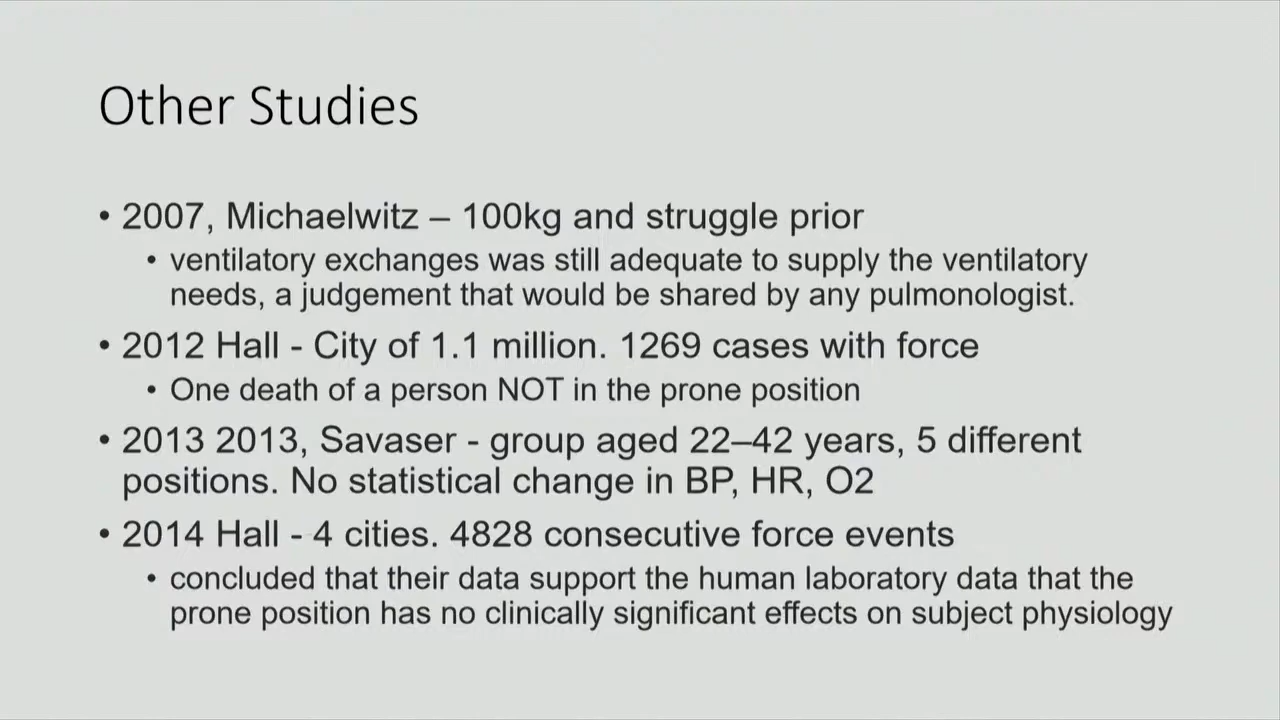 Other Studies
• 2007, Michaelwitz – 100kg and struggle prior
• ventilatory exchanges was still adequate to supply the ventilatory
needs, a judgement that would be shared by any pulmonologist.
• 2012 Hall - City of 1.1 million. 1269 cases with force
• One death of a person NOT in the prone position
• 2013 2013, Savaser - group aged 22–42 years, 5 different
positions. No statistical change in BP, HR, O2
• 2014 Hall - 4 cities. 4828 consecutive force events
• concluded that their data support the human laboratory data that the
prone position has no clinically significant effects on subject physiology